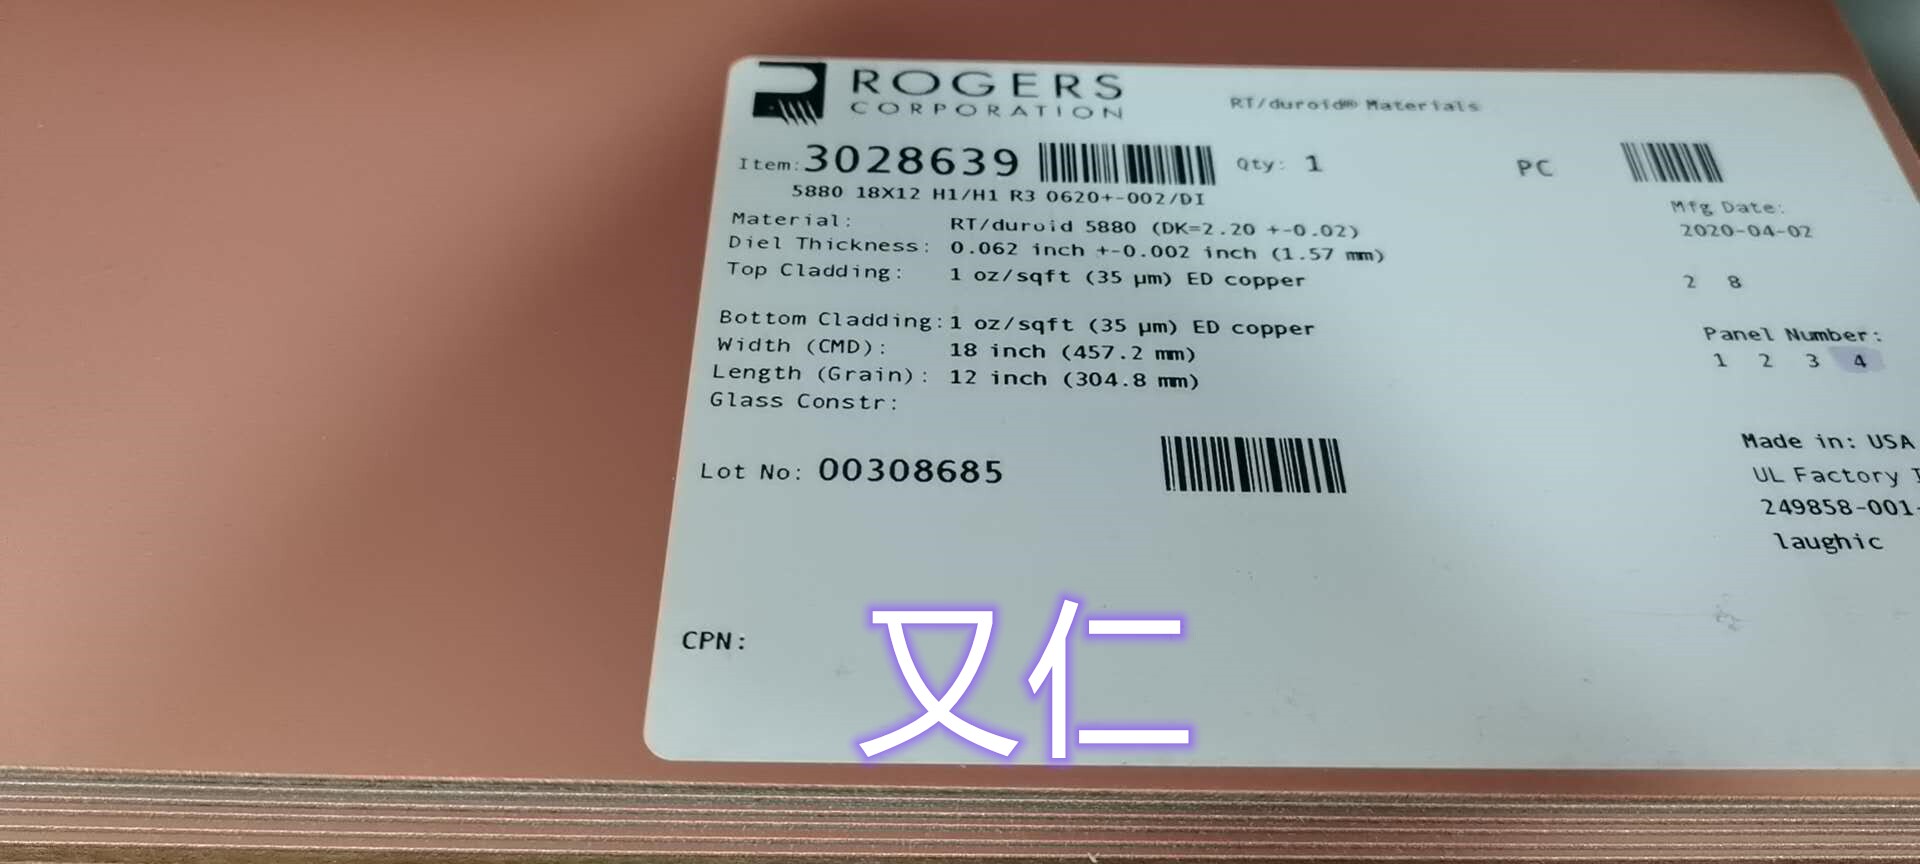 ROGERS
CORPORATION
RT/duroid® Materials
Item: 3028639 Qty: 1 PC
5880 18X12 H1/H1 R3 0620+-002/DI
Mfg Date:
2020-04-02
Material: RT/duroid 5880 (DK=2.20 +-0.02)
Diel Thickness: 0.062 inch +-0.002 inch (1.57 mm)
Top Cladding: 1 oz/sqft (35 µm) ED copper
2 8
Bottom Cladding: 1 oz/sqft (35 µm) ED copper
Width (CMD): 18 inch (457.2 mm)
Length (Grain): 12 inch (304.8 mm)
Glass Constr:
Panel Number:
1 2 3 4
Lot No: 00308685
Made in: USA
UL Factory
249858-001-
laughic
CPN:
又仁